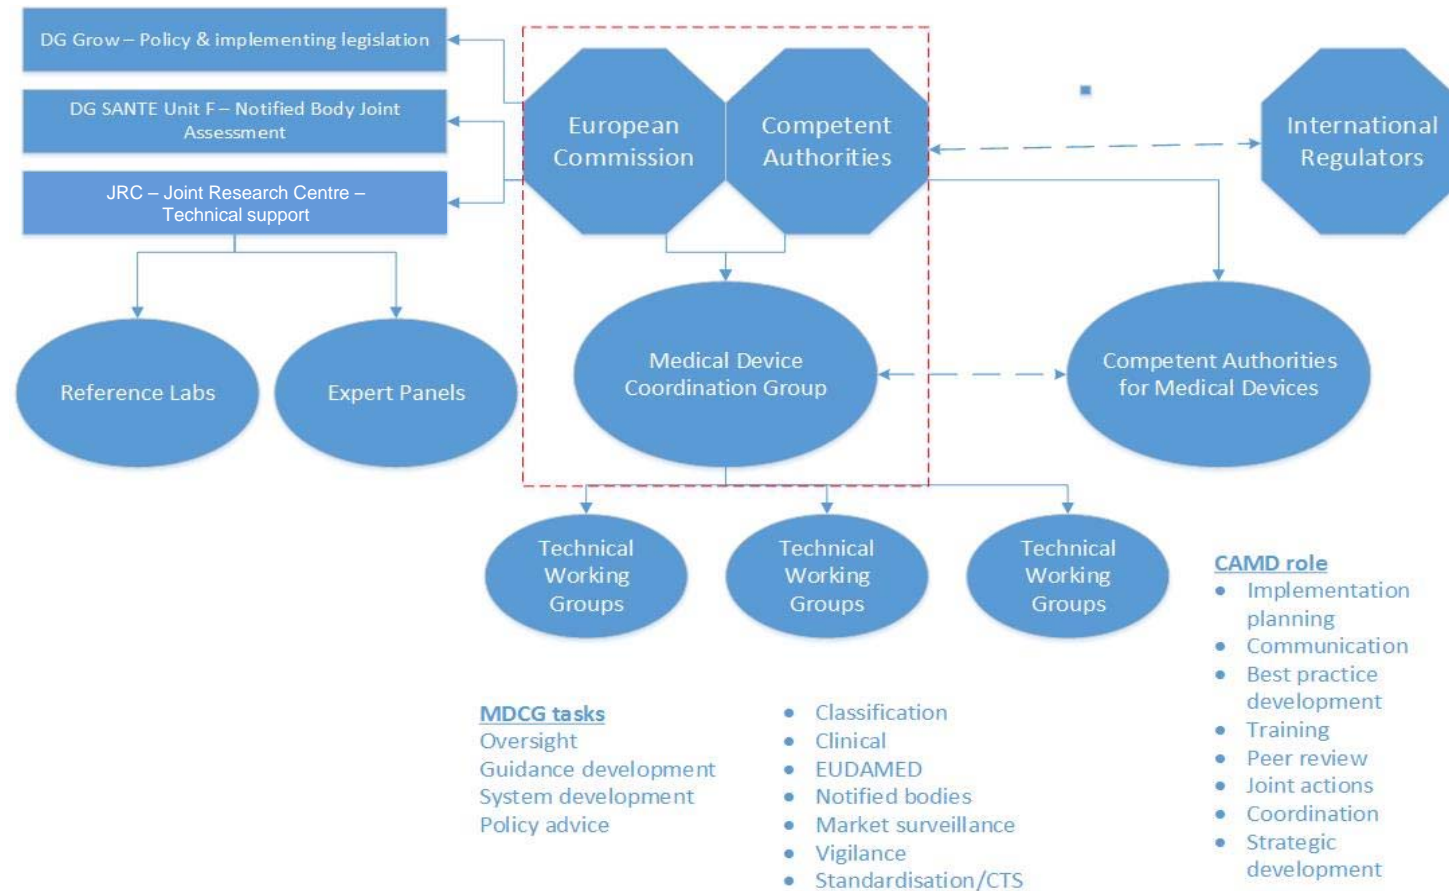 DG Grow – Policy & implementing legislation
DG SANTE Unit F – Notified Body Joint
Assessment
JRC – Joint Research Centre –
Technical support
European
Commission
Competent
Authorities
International
Regulators
Reference Labs
Expert Panels
Medical Device
Coordination Group
Competent Authorities
for Medical Devices
Technical
Working
Groups
Technical
Working
Groups
Technical
Working
Groups
MDCG tasks
Oversight
Guidance development
System development
Policy advice
• Classification
• Clinical
• EUDAMED
• Notified bodies
• Market surveillance
• Vigilance
• Standardisation/CTS
CAMD role
• Implementation
planning
• Communication
• Best practice
development
• Training
• Peer review
• Joint actions
• Coordination
• Strategic
development